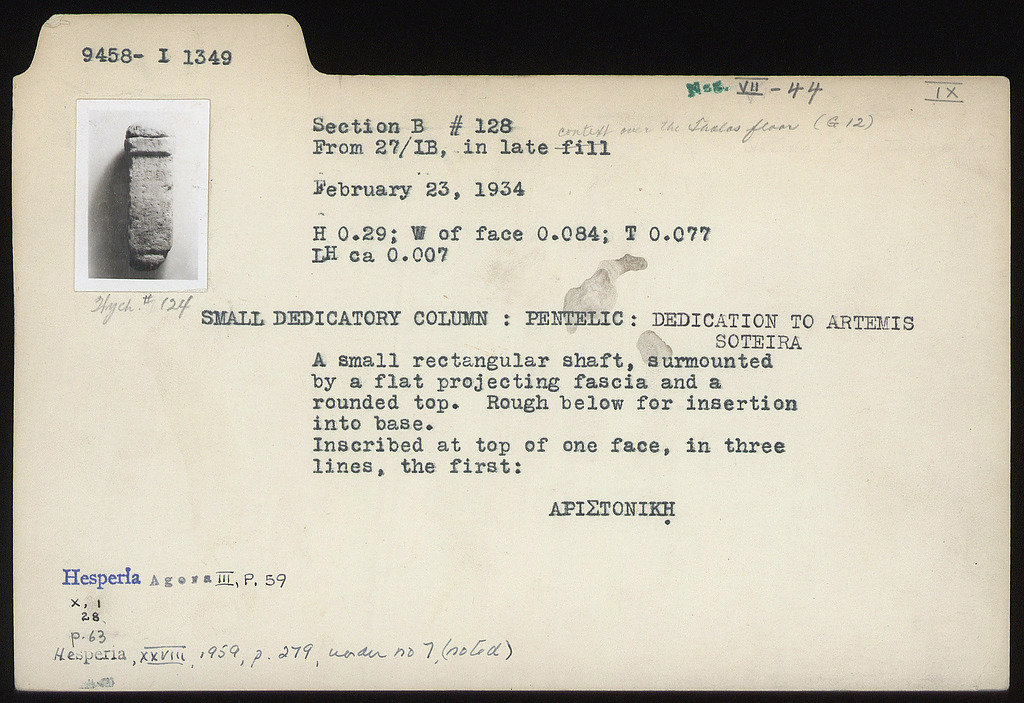 9458- I 1349
Neg. VII - 44
IX
Section B # 128
context over the Tholos floor (G 12)
From 27/IB, in late fill
February 23, 1934
H 0.29; W of face 0.084; T 0.077
LH ca 0.007
# 124
SMALL DEDICATORY COLUMN : PENTELIC : DEDICATION TO ARTEMIS
SOTEIRA
A small rectangular shaft, surmounted
by a flat projecting fascia and a
rounded top. Rough below for insertion
into base.
Inscribed at top of one face, in three
lines, the first:
ΑΡΙΣΤΟΝΙΚΗ
Hesperia Agora III, P. 59
X, 1
28
p. 63
Hesperia, XXVIII, 1959, p. 279, under no 7, (noted)